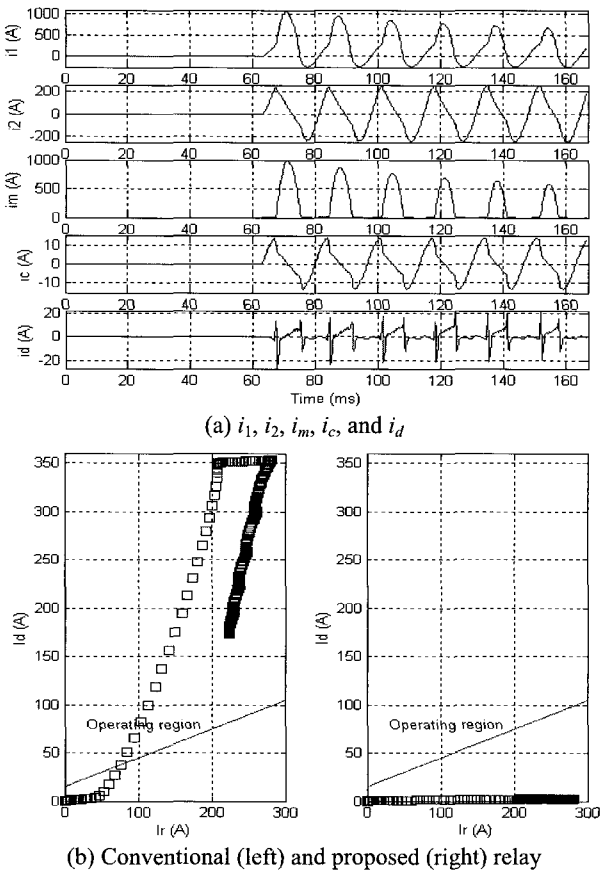 1000
500
0
i1 (A)
0 20 40 60 80 100 120 140 160
200
0
-200
i2 (A)
0 20 40 60 80 100 120 140 160
1000
500
0
im (A)
0 20 40 60 80 100 120 140 160
10
0
-10
ic (A)
0 20 40 60 80 100 120 140 160
20
0
-20
id (A)
0 20 40 60 80 100 120 140 160
Time (ms)
(a) i1, i2, im, ic, and id
350
300
250
200
150
100
50
0
Id (A)
Operating region
0 100 200 300
Ir (A)
350
300
250
200
150
100
50
0
Id (A)
Operating region
0 100 200 300
Ir (A)
(b) Conventional (left) and proposed (right) relay